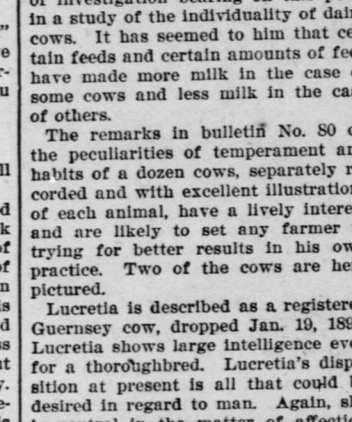 in a study of the individuality of dair
cows. It has seemed to him that ce
tain feeds and certain amounts of fee
have made more milk in the case
some cows and less milk in the ca
of others.
The remarks in bulletin No. 80 o
the peculiarities of temperament an
habits of a dozen cows, separately r
corded and with excellent illustration
of each animal, have a lively intere
and are likely to set any farmer
trying for better results in his ow
practice. Two of the cows are he
pictured.
Lucretia is described as a registere
Guernsey cow, dropped Jan. 19, 189
Lucretia shows large intelligence eve
for a thoroughbred. Lucretia's disp
sition at present is all that could
desired in regard to man. Again, s